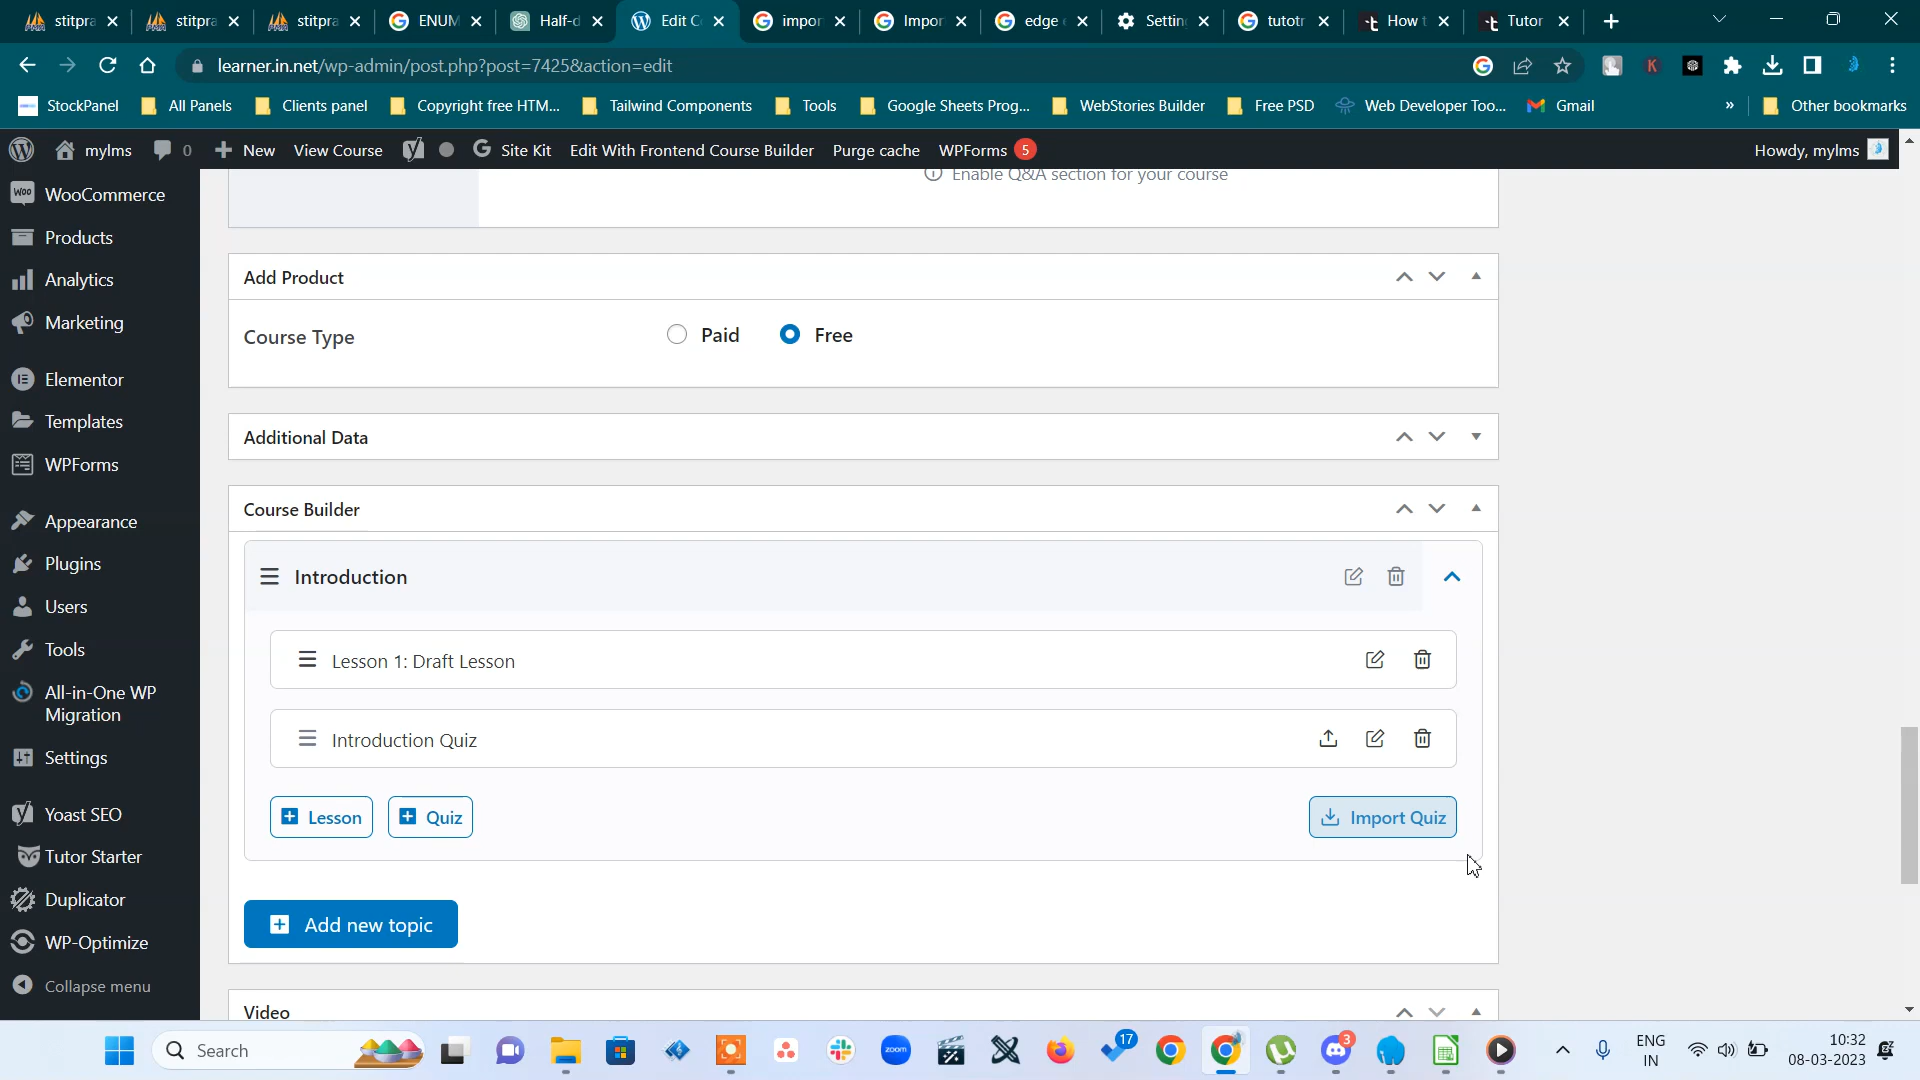 stitpra
stitpra
stitpra
ENUM
Half-d
Edit C
impor
Impor
edge
Settin
tutotr
How t
Tutor
learner.in.net/wp-admin/post.php?post=7425&action=edit
StockPanel
All Panels
Clients panel
Copyright free HTM...
Tailwind Components
Tools
Google Sheets Prog...
WebStories Builder
Free PSD
Web Developer Too...
Gmail
»
Other bookmarks
mylms
0
New
View Course
Site Kit
Edit With Frontend Course Builder
Purge cache
WPForms 5
Howdy, mylms
WooCommerce
Products
Analytics
Marketing
Elementor
Templates
WPForms
Appearance
Plugins
Users
Tools
All-in-One WP
Migration
Settings
Yoast SEO
Tutor Starter
Duplicator
WP-Optimize
Collapse menu
Enable Q&A section for your course
Add Product
Course Type
Paid
Free
Additional Data
Course Builder
Introduction
Lesson 1: Draft Lesson
Introduction Quiz
Lesson
Quiz
Import Quiz
Add new topic
Video
Search
zoom
17
3
ENG
IN
10:32
08-03-2023